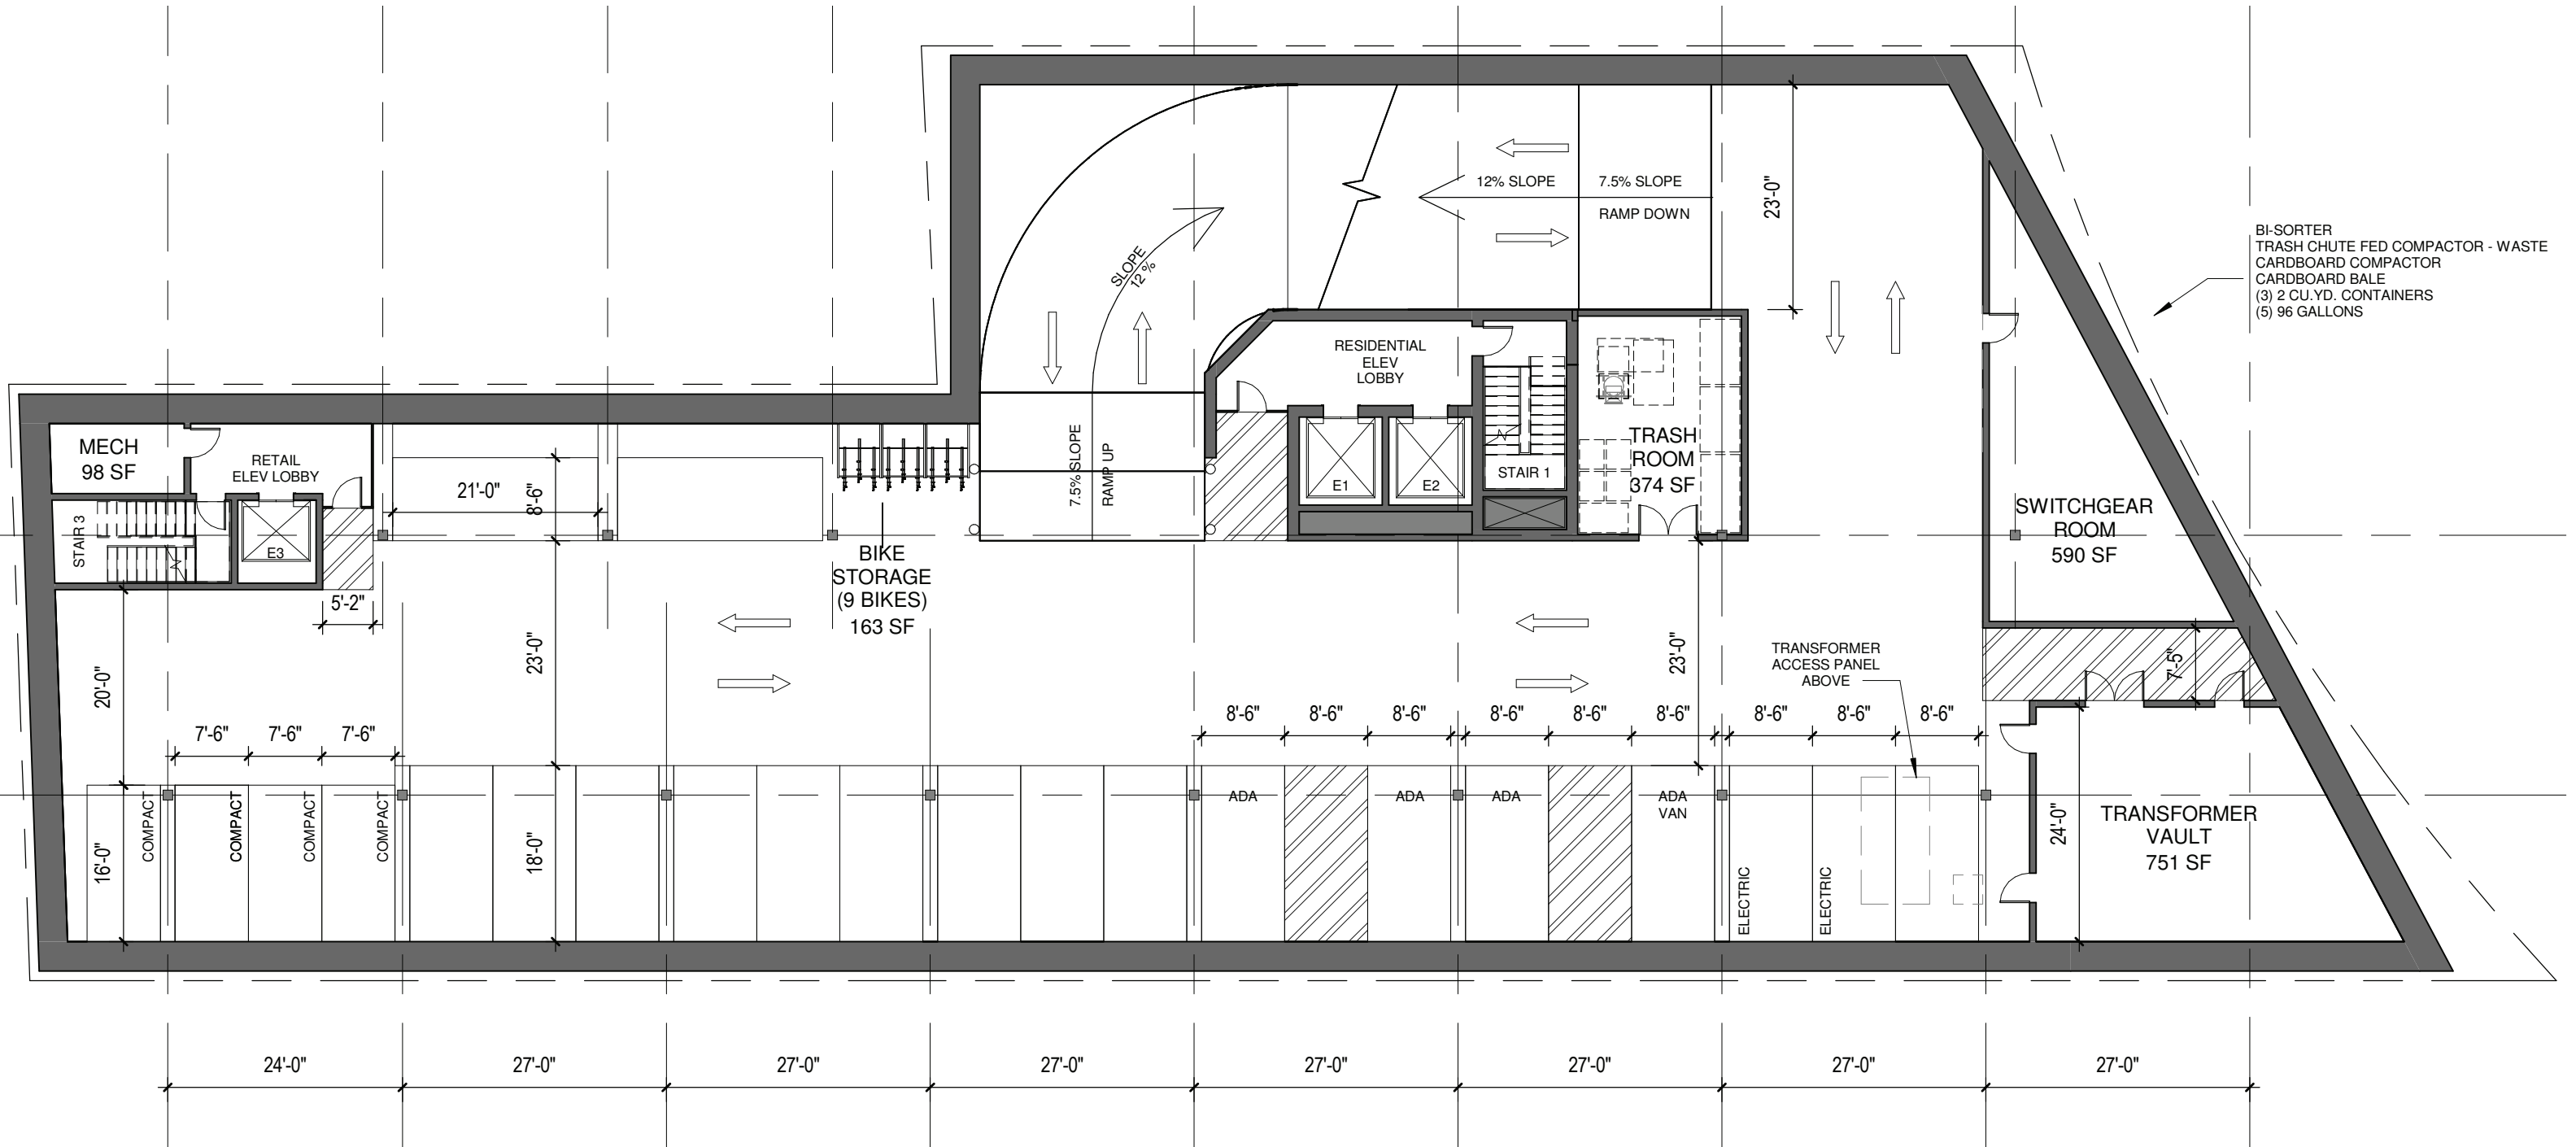 12% SLOPE
7.5% SLOPE
RAMP DOWN
23'-0"
SLOPE
12 %
BI-SORTER
TRASH CHUTE FED COMPACTOR - WASTE
CARDBOARD COMPACTOR
CARDBOARD BALE
(3) 2 CU.YD. CONTAINERS
(5) 96 GALLONS
RESIDENTIAL
ELEV
LOBBY
MECH
98 SF
RETAIL
ELEV LOBBY
21'-0"
8'-6"
7.5% SLOPE
RAMP UP
E1
E2
STAIR 1
TRASH
ROOM
374 SF
STAIR 3
E3
SWITCHGEAR
ROOM
590 SF
BIKE
STORAGE
(9 BIKES)
163 SF
5'-2"
20'-0"
23'-0"
23'-0"
TRANSFORMER
ACCESS PANEL
ABOVE
7'-5"
7'-6"
7'-6"
7'-6"
8'-6"
8'-6"
8'-6"
8'-6"
8'-6"
8'-6"
8'-6"
8'-6"
8'-6"
16'-0"
COMPACT
COMPACT
COMPACT
COMPACT
18'-0"
ADA
ADA
ADA
ADA
VAN
ELECTRIC
ELECTRIC
24'-0"
TRANSFORMER
VAULT
751 SF
24'-0"
27'-0"
27'-0"
27'-0"
27'-0"
27'-0"
27'-0"
27'-0"